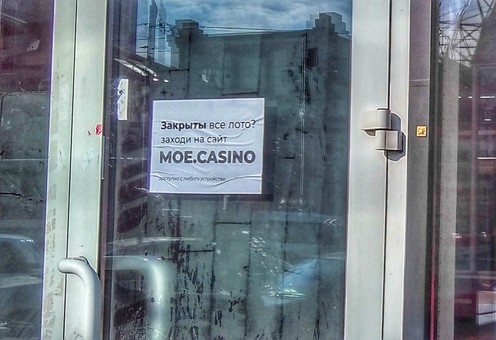 Закрыты все лото?
заходи на сайт
MOE.CASINO
доступно с любого устройства